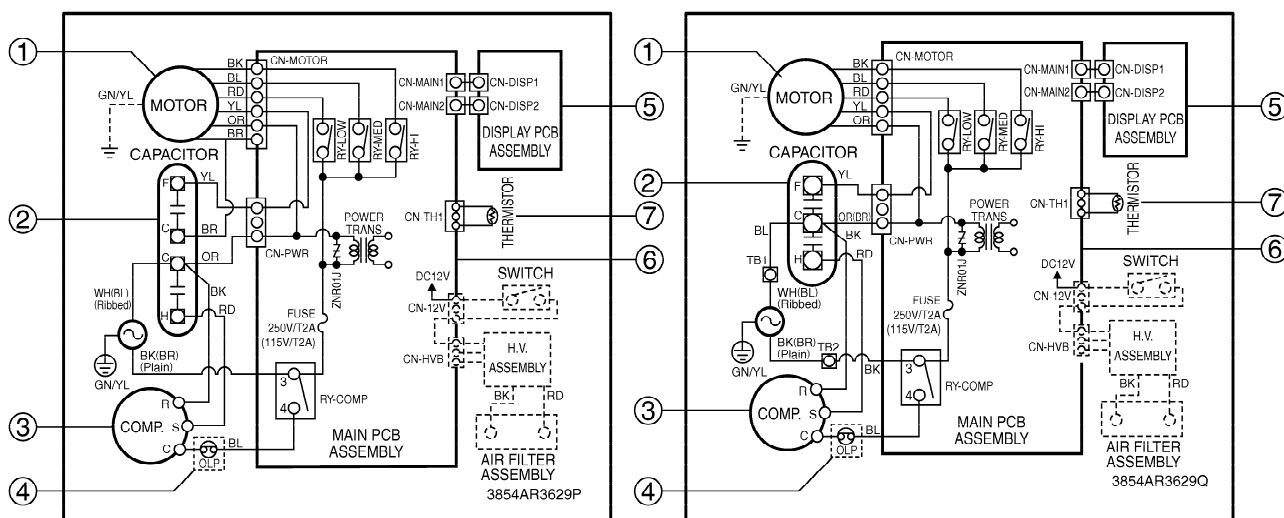 1
2
3
4
5
7
6
MOTOR
GN/YL
BK
BL
RD
YL
OR
BR
CN-MOTOR
RY-LOW
RY-MED
RY-HI
CN-MAIN1
CN-MAIN2
CN-DISP1
CN-DISP2
DISPLAY PCB
ASSEMBLY
CAPACITOR
F
YL
C
BR
C
OR
H
RD
BK
CN-PWR
POWER
TRANS
ZNR01J
CN-TH1
THERMISTOR
WH(BL)
(Ribbed)
BK(BR)
(Plain)
GN/YL
FUSE
250V/T2A
(115V/T2A)
DC12V
CN-12V
SWITCH
CN-HVB
H.V.
ASSEMBLY
BK
RD
3
4
RY-COMP
COMP.
R
S
C
OLP
BL
MAIN PCB
ASSEMBLY
AIR FILTER
ASSEMBLY
3854AR3629P
1
2
3
4
5
7
6
MOTOR
GN/YL
BK
BL
RD
YL
OR
CN-MOTOR
RY-LOW
RY-MED
RY-HI
CN-MAIN1
CN-MAIN2
CN-DISP1
CN-DISP2
DISPLAY PCB
ASSEMBLY
CAPACITOR
F
YL
C
OR(BR)
BK
H
RD
BL
TB1
CN-PWR
POWER
TRANS
ZNR01J
CN-TH1
THERMISTOR
WH(BL)
(Ribbed)
BK(BR)
(Plain)
TB2
BK
GN/YL
FUSE
250V/T2A
(115V/T2A)
DC12V
CN-12V
SWITCH
CN-HVB
H.V.
ASSEMBLY
BK
RD
3
4
RY-COMP
COMP.
R
S
C
OLP
BL
MAIN PCB
ASSEMBLY
AIR FILTER
ASSEMBLY
3854AR3629Q